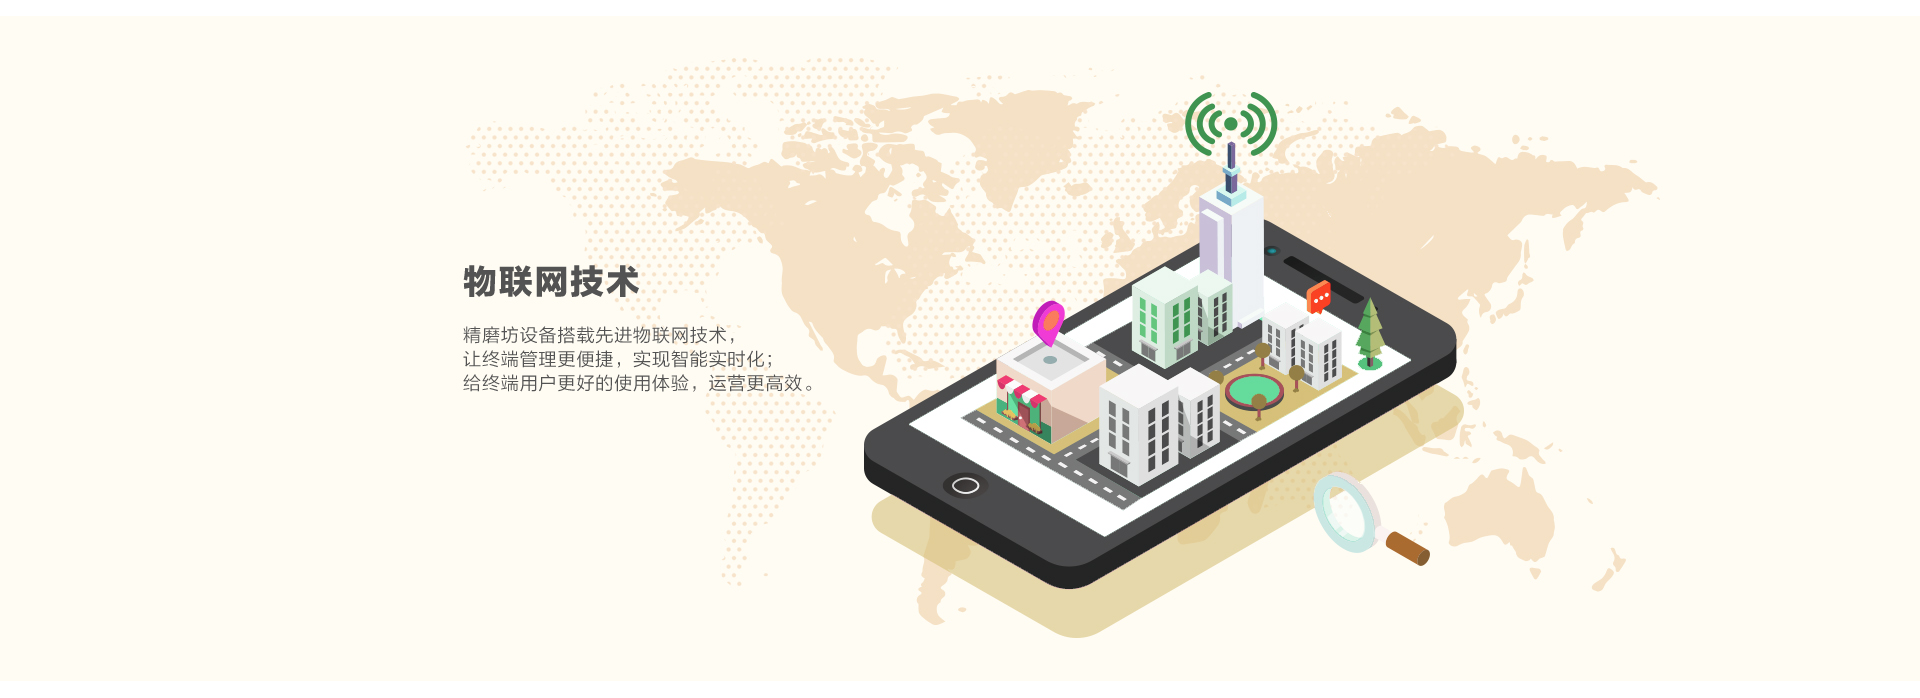 物联网技术
精磨坊设备搭载先进物联网技术，
让终端管理更便捷，实现智能实时化；
给终端用户更好的使用体验，运营更高效。